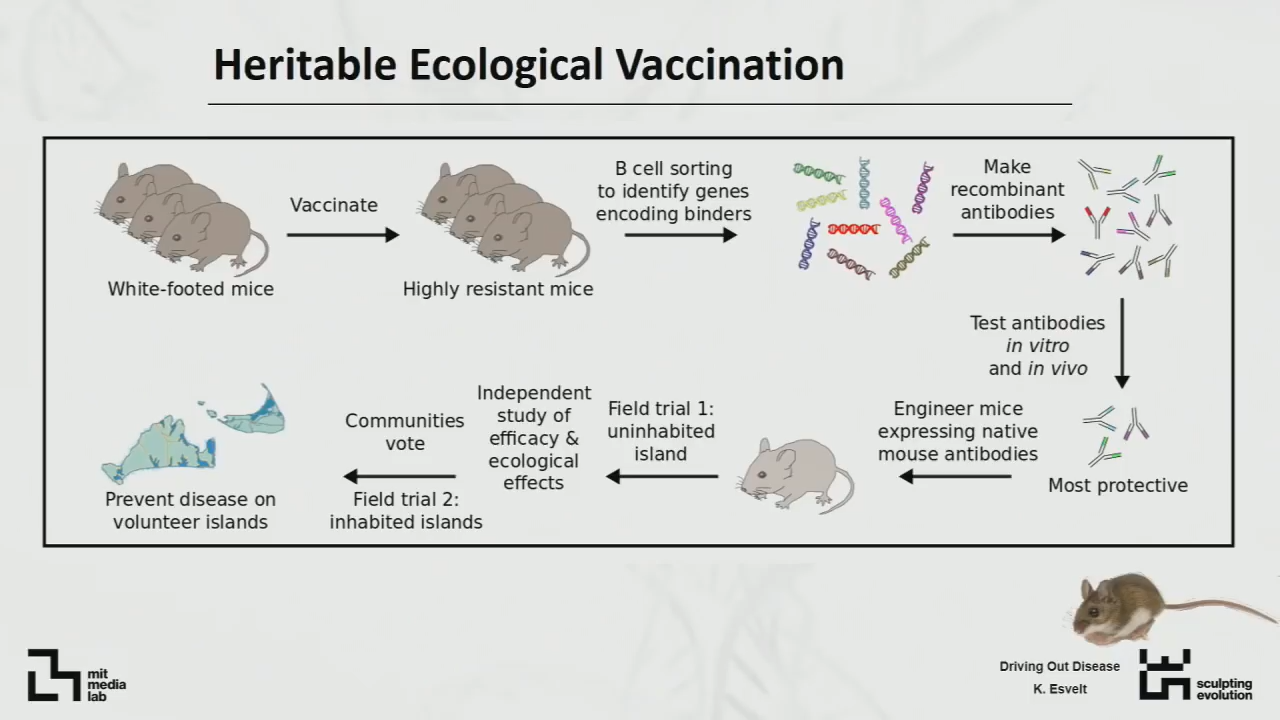 Heritable Ecological Vaccination
Vaccinate
White-footed mice
Highly resistant mice
B cell sorting
to identify genes
encoding binders
Make
recombinant
antibodies
Test antibodies
in vitro
and in vivo
Most protective
Engineer mice
expressing native
mouse antibodies
Field trial 1:
uninhabited
island
Independent
study of
efficacy &
ecological
effects
Communities
vote
Field trial 2:
inhabited islands
Prevent disease on
volunteer islands
mit
media
lab
Driving Out Disease
K. Esvelt
sculpting
evolution